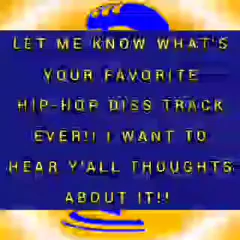 LET ME KNOW WHAT'S
YOUR FAVORITE
HIP-HOP DISS TRACK
EVER!! I WANT TO
HEAR Y'ALL THOUGHTS
ABOUT IT!!